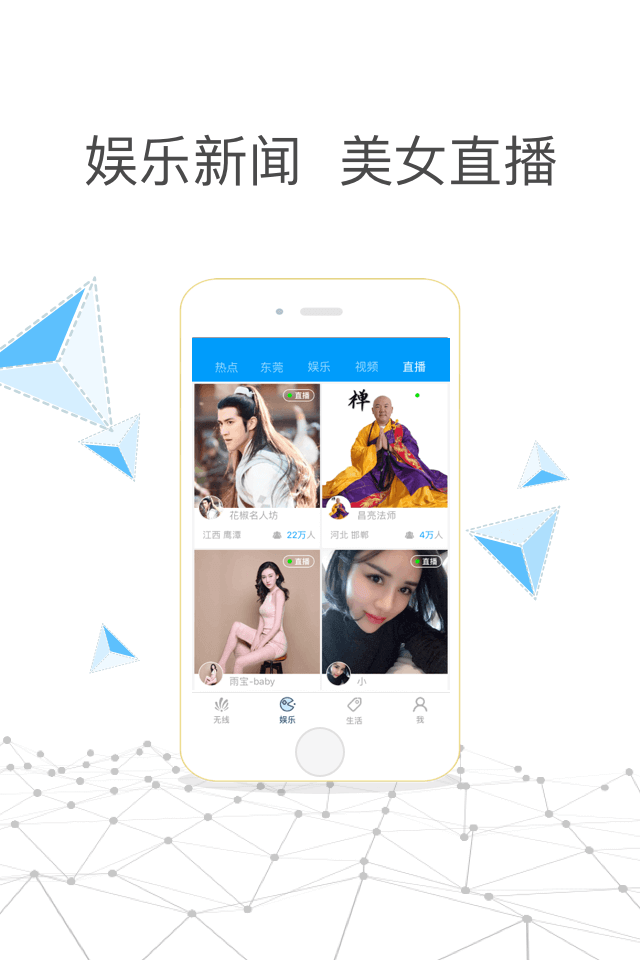 娱乐新闻 美女直播
热点 东莞 娱乐 视频 直播
直播 禅
花椒名人坊 昌亮法师
江西 鹰潭 22万人 河北 邯郸 4万人
直播 直播
雨宝-baby 小
无线 娱乐 生活 我